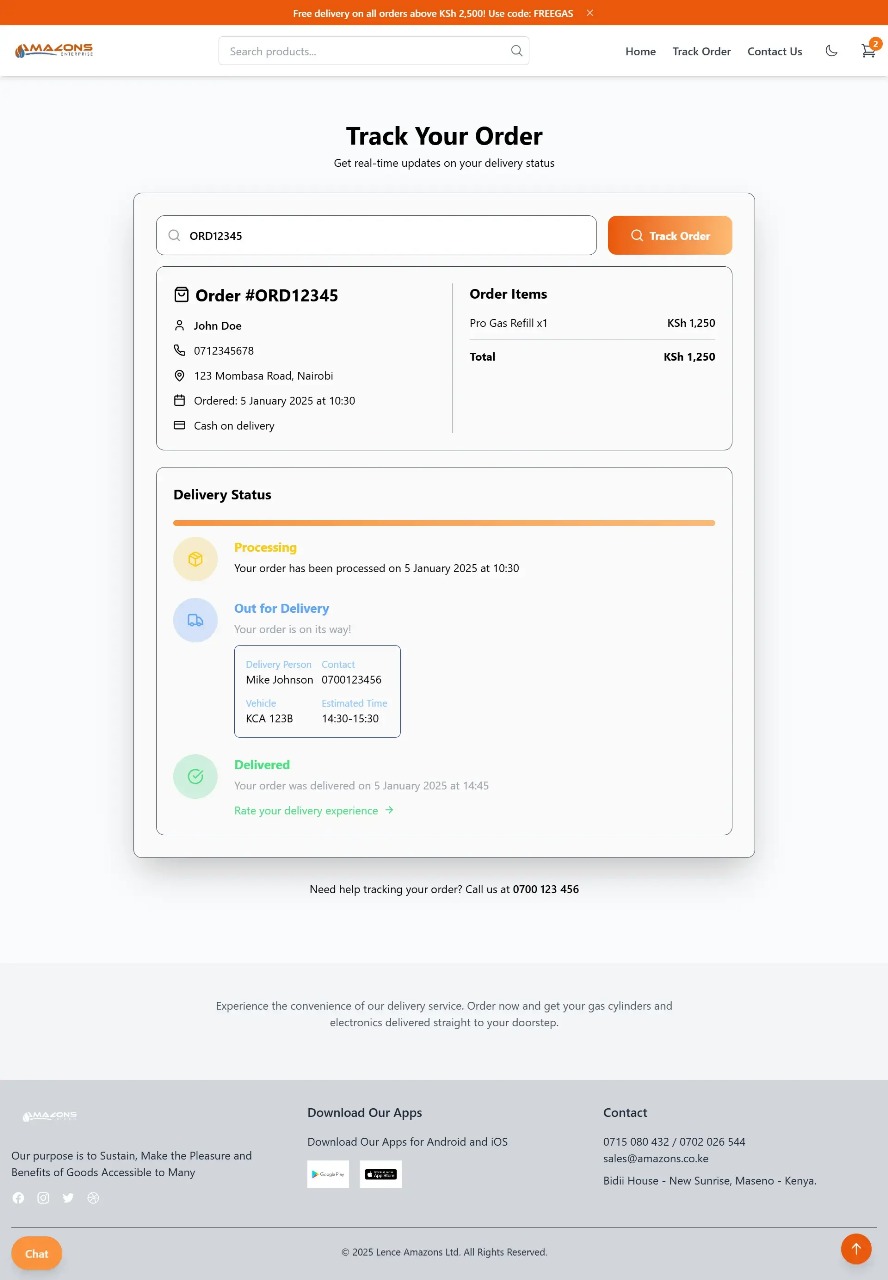 Free delivery on all orders above KSh 2,500! Use code: FREEGAS
AMAZONS
ENTERPRISE
Search products...
Home
Track Order
Contact Us
2
Track Your Order
Get real-time updates on your delivery status
ORD12345
Track Order
Order #ORD12345
John Doe
0712345678
123 Mombasa Road, Nairobi
Ordered: 5 January 2025 at 10:30
Cash on delivery
Order Items
Pro Gas Refill x1 KSh 1,250
Total KSh 1,250
Delivery Status
Processing
Your order has been processed on 5 January 2025 at 10:30
Out for Delivery
Your order is on its way!
Delivery Person Contact
Mike Johnson 0700123456
Vehicle Estimated Time
KCA 123B 14:30-15:30
Delivered
Your order was delivered on 5 January 2025 at 14:45
Rate your delivery experience
Need help tracking your order? Call us at 0700 123 456
Experience the convenience of our delivery service. Order now and get your gas cylinders and
electronics delivered straight to your doorstep.
AMAZONS
Our purpose is to Sustain, Make the Pleasure and
Benefits of Goods Accessible to Many
Download Our Apps
Download Our Apps for Android and iOS
Google Play
App Store
Contact
0715 080 432 / 0702 026 544
sales@amazons.co.ke
Bidii House - New Sunrise, Maseno - Kenya.
Chat
© 2025 Lence Amazons Ltd. All Rights Reserved.